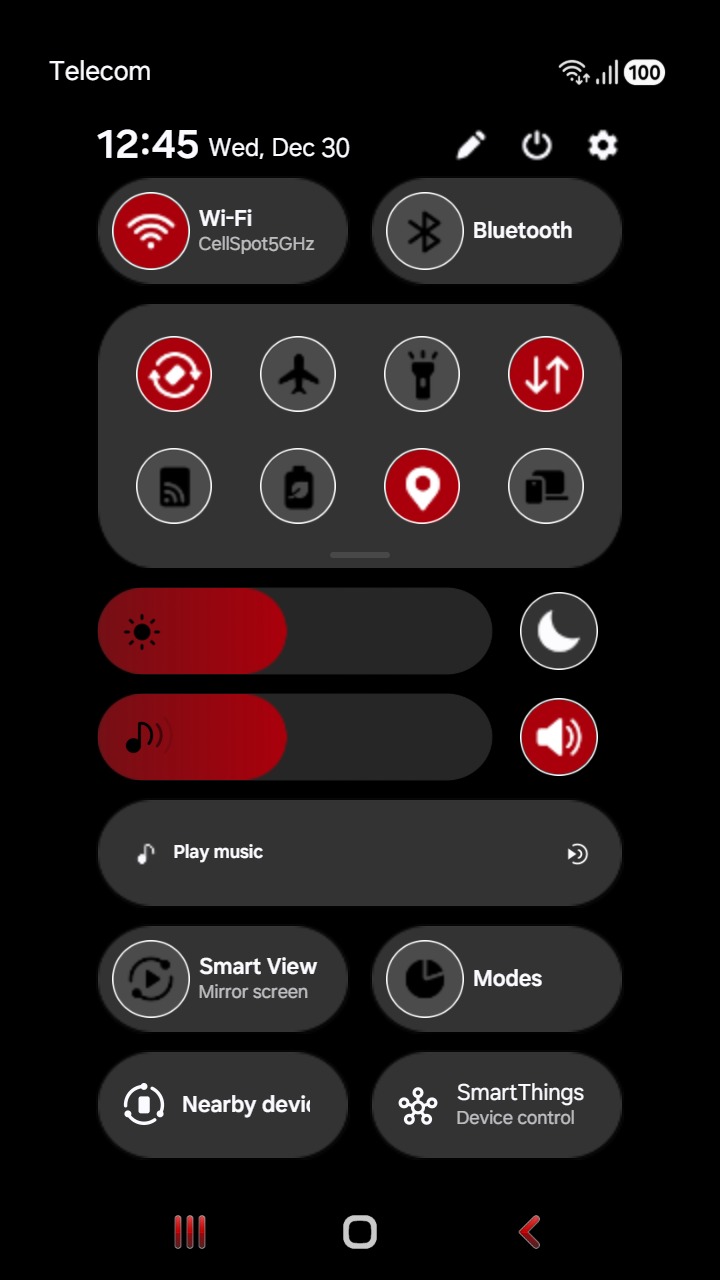 Telecom
100
12:45 Wed, Dec 30
Wi-Fi
CellSpot5GHz
Bluetooth
Play music
Smart View
Mirror screen
Modes
Nearby devi
SmartThings
Device control